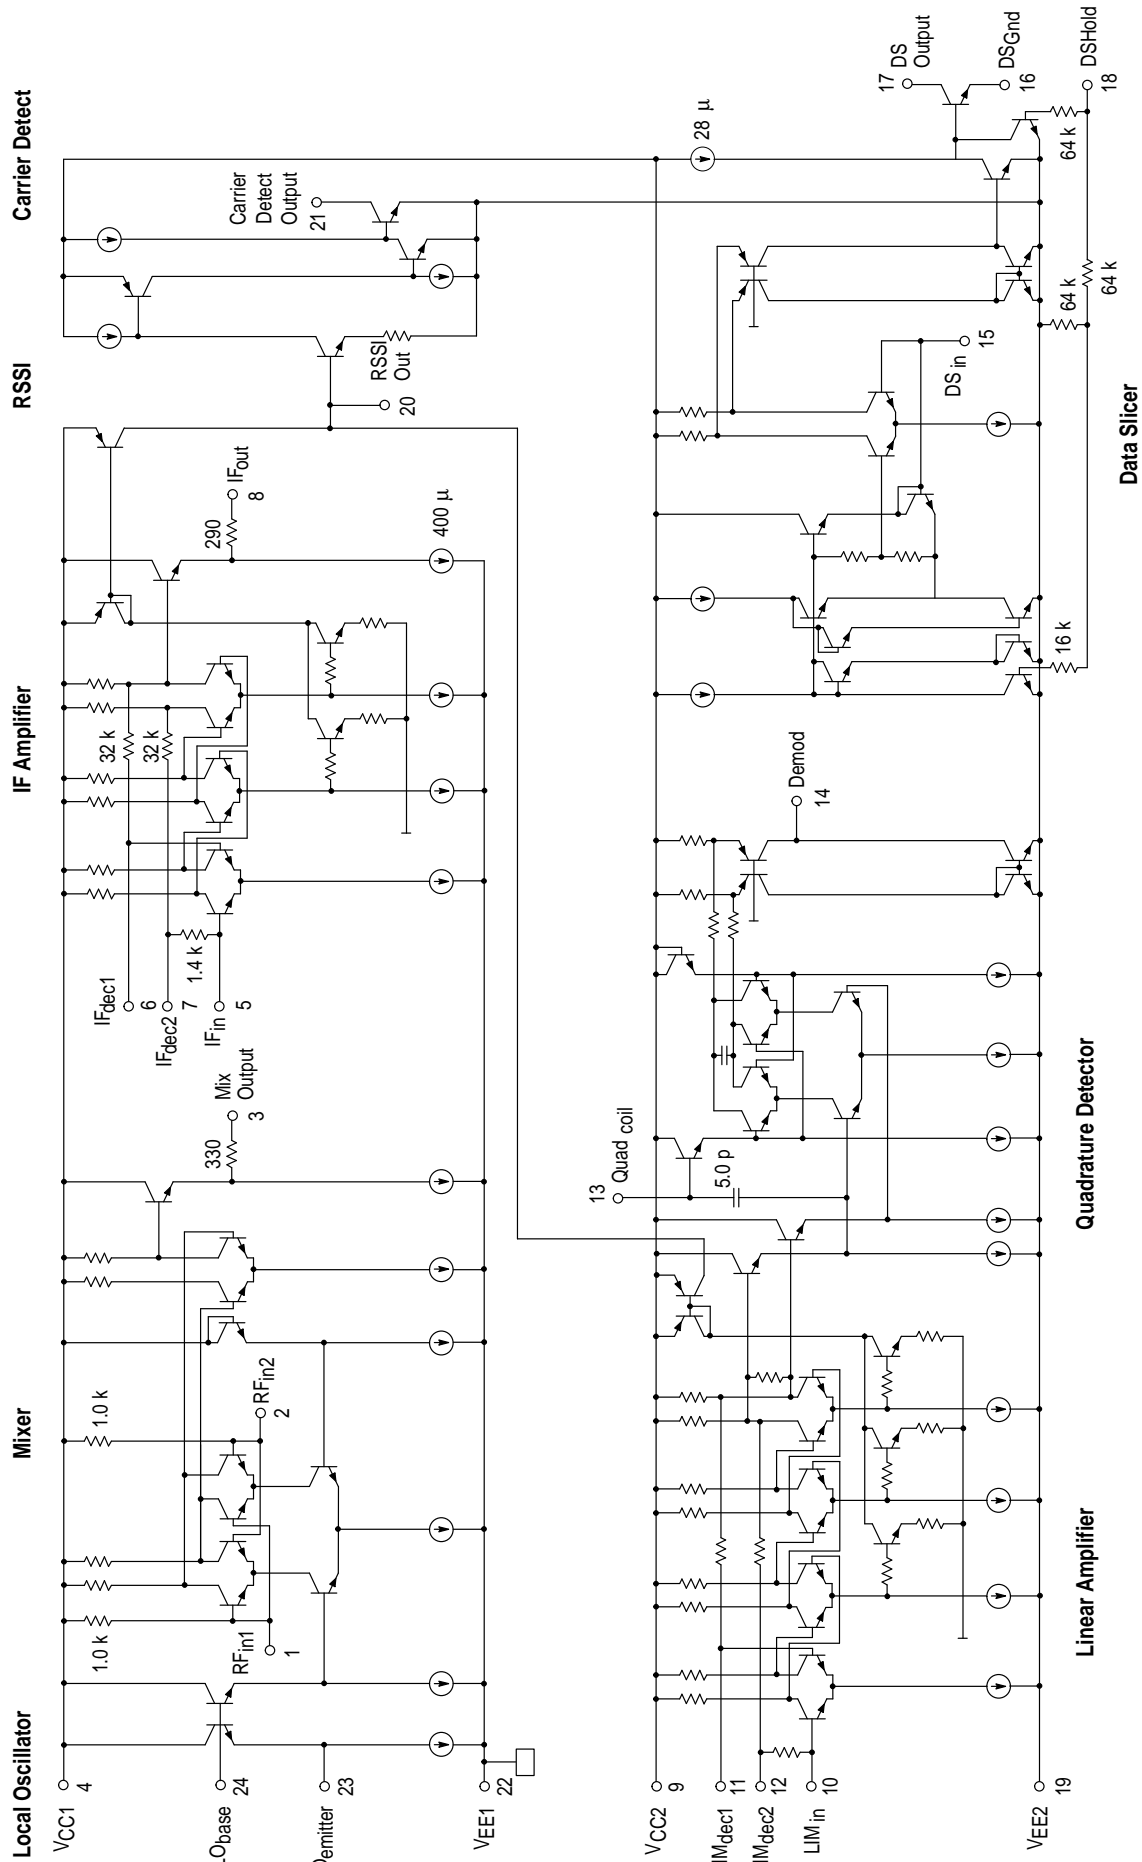 Local Oscillator
Mixer
IF Amplifier
RSSI
Carrier Detect
VCC1
4
1.0 k
1.0 k
LObase
24
RFin1
1
RFin2
2
330
Mix
Output
3
IFdec1
6
IFdec2
7
IFin
5
1.4 k
32 k
32 k
290
IFout
8
400 µ
20
RSSI
Out
Carrier
Detect
Output
21
Oemitter
23
VEE1
22
VCC2
9
IMdec1
11
IMdec2
12
LIMin
10
VEE2
19
13
Quad coil
5.0 p
Demod
14
16 k
DSin
15
64 k
64 k
64 k
28 µ
17
DS
Output
DSGnd
16
DSHold
18
Linear Amplifier
Quadrature Detector
Data Slicer